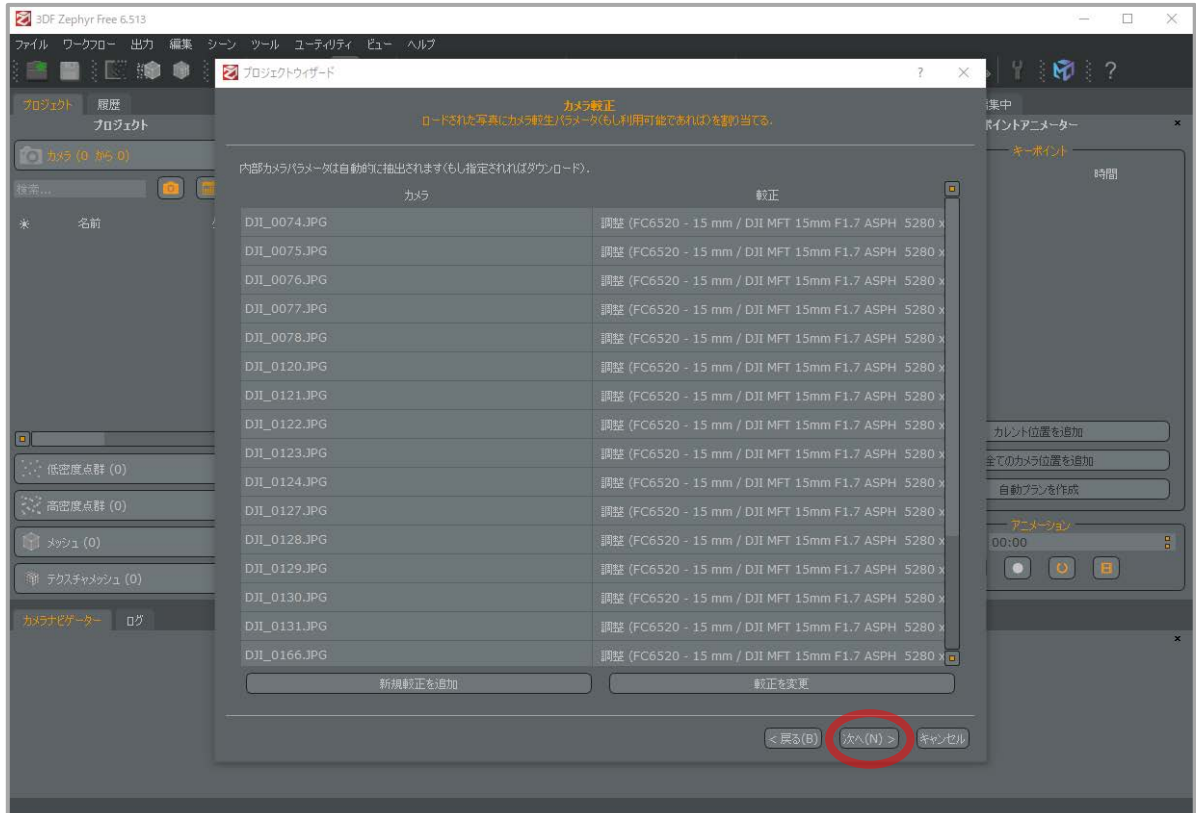 3DF Zephyr Free 6.513
ファイル ワークフロー 出力 編集 シーン ツール ユーティリティ ビュー ヘルプ
プロジェクトウィザード
プロジェクト 履歴
プロジェクト
カメラ (0 から 0)
検索...
名前
カメラ較正
ロードされた写真にカメラ較生パラメータ(もし利用可能であれば)を割り当てる.
内部カメラパラメータは自動的に抽出されます(もし指定されればダウンロード).
カメラ 較正
DJI_0074.JPG 調整 (FC6520 - 15 mm / DJI MFT 15mm F1.7 ASPH 5280 x
DJI_0075.JPG 調整 (FC6520 - 15 mm / DJI MFT 15mm F1.7 ASPH 5280 x
DJI_0076.JPG 調整 (FC6520 - 15 mm / DJI MFT 15mm F1.7 ASPH 5280 x
DJI_0077.JPG 調整 (FC6520 - 15 mm / DJI MFT 15mm F1.7 ASPH 5280 x
DJI_0078.JPG 調整 (FC6520 - 15 mm / DJI MFT 15mm F1.7 ASPH 5280 x
DJI_0120.JPG 調整 (FC6520 - 15 mm / DJI MFT 15mm F1.7 ASPH 5280 x
DJI_0121.JPG 調整 (FC6520 - 15 mm / DJI MFT 15mm F1.7 ASPH 5280 x
DJI_0122.JPG 調整 (FC6520 - 15 mm / DJI MFT 15mm F1.7 ASPH 5280 x
DJI_0123.JPG 調整 (FC6520 - 15 mm / DJI MFT 15mm F1.7 ASPH 5280 x
DJI_0124.JPG 調整 (FC6520 - 15 mm / DJI MFT 15mm F1.7 ASPH 5280 x
DJI_0127.JPG 調整 (FC6520 - 15 mm / DJI MFT 15mm F1.7 ASPH 5280 x
DJI_0128.JPG 調整 (FC6520 - 15 mm / DJI MFT 15mm F1.7 ASPH 5280 x
DJI_0129.JPG 調整 (FC6520 - 15 mm / DJI MFT 15mm F1.7 ASPH 5280 x
DJI_0130.JPG 調整 (FC6520 - 15 mm / DJI MFT 15mm F1.7 ASPH 5280 x
DJI_0131.JPG 調整 (FC6520 - 15 mm / DJI MFT 15mm F1.7 ASPH 5280 x
DJI_0166.JPG 調整 (FC6520 - 15 mm / DJI MFT 15mm F1.7 ASPH 5280 x
新規較正を追加 較正を変更
< 戻る(B) 次へ(N) > キャンセル
低密度点群 (0)
高密度点群 (0)
メッシュ (0)
テクスチャメッシュ (0)
カメラナビゲーター ログ
集中
ポイントアニメーター
キーポイント
時間
カレント位置を追加
全てのカメラ位置を追加
自動プランを作成
アニメーション
00:00